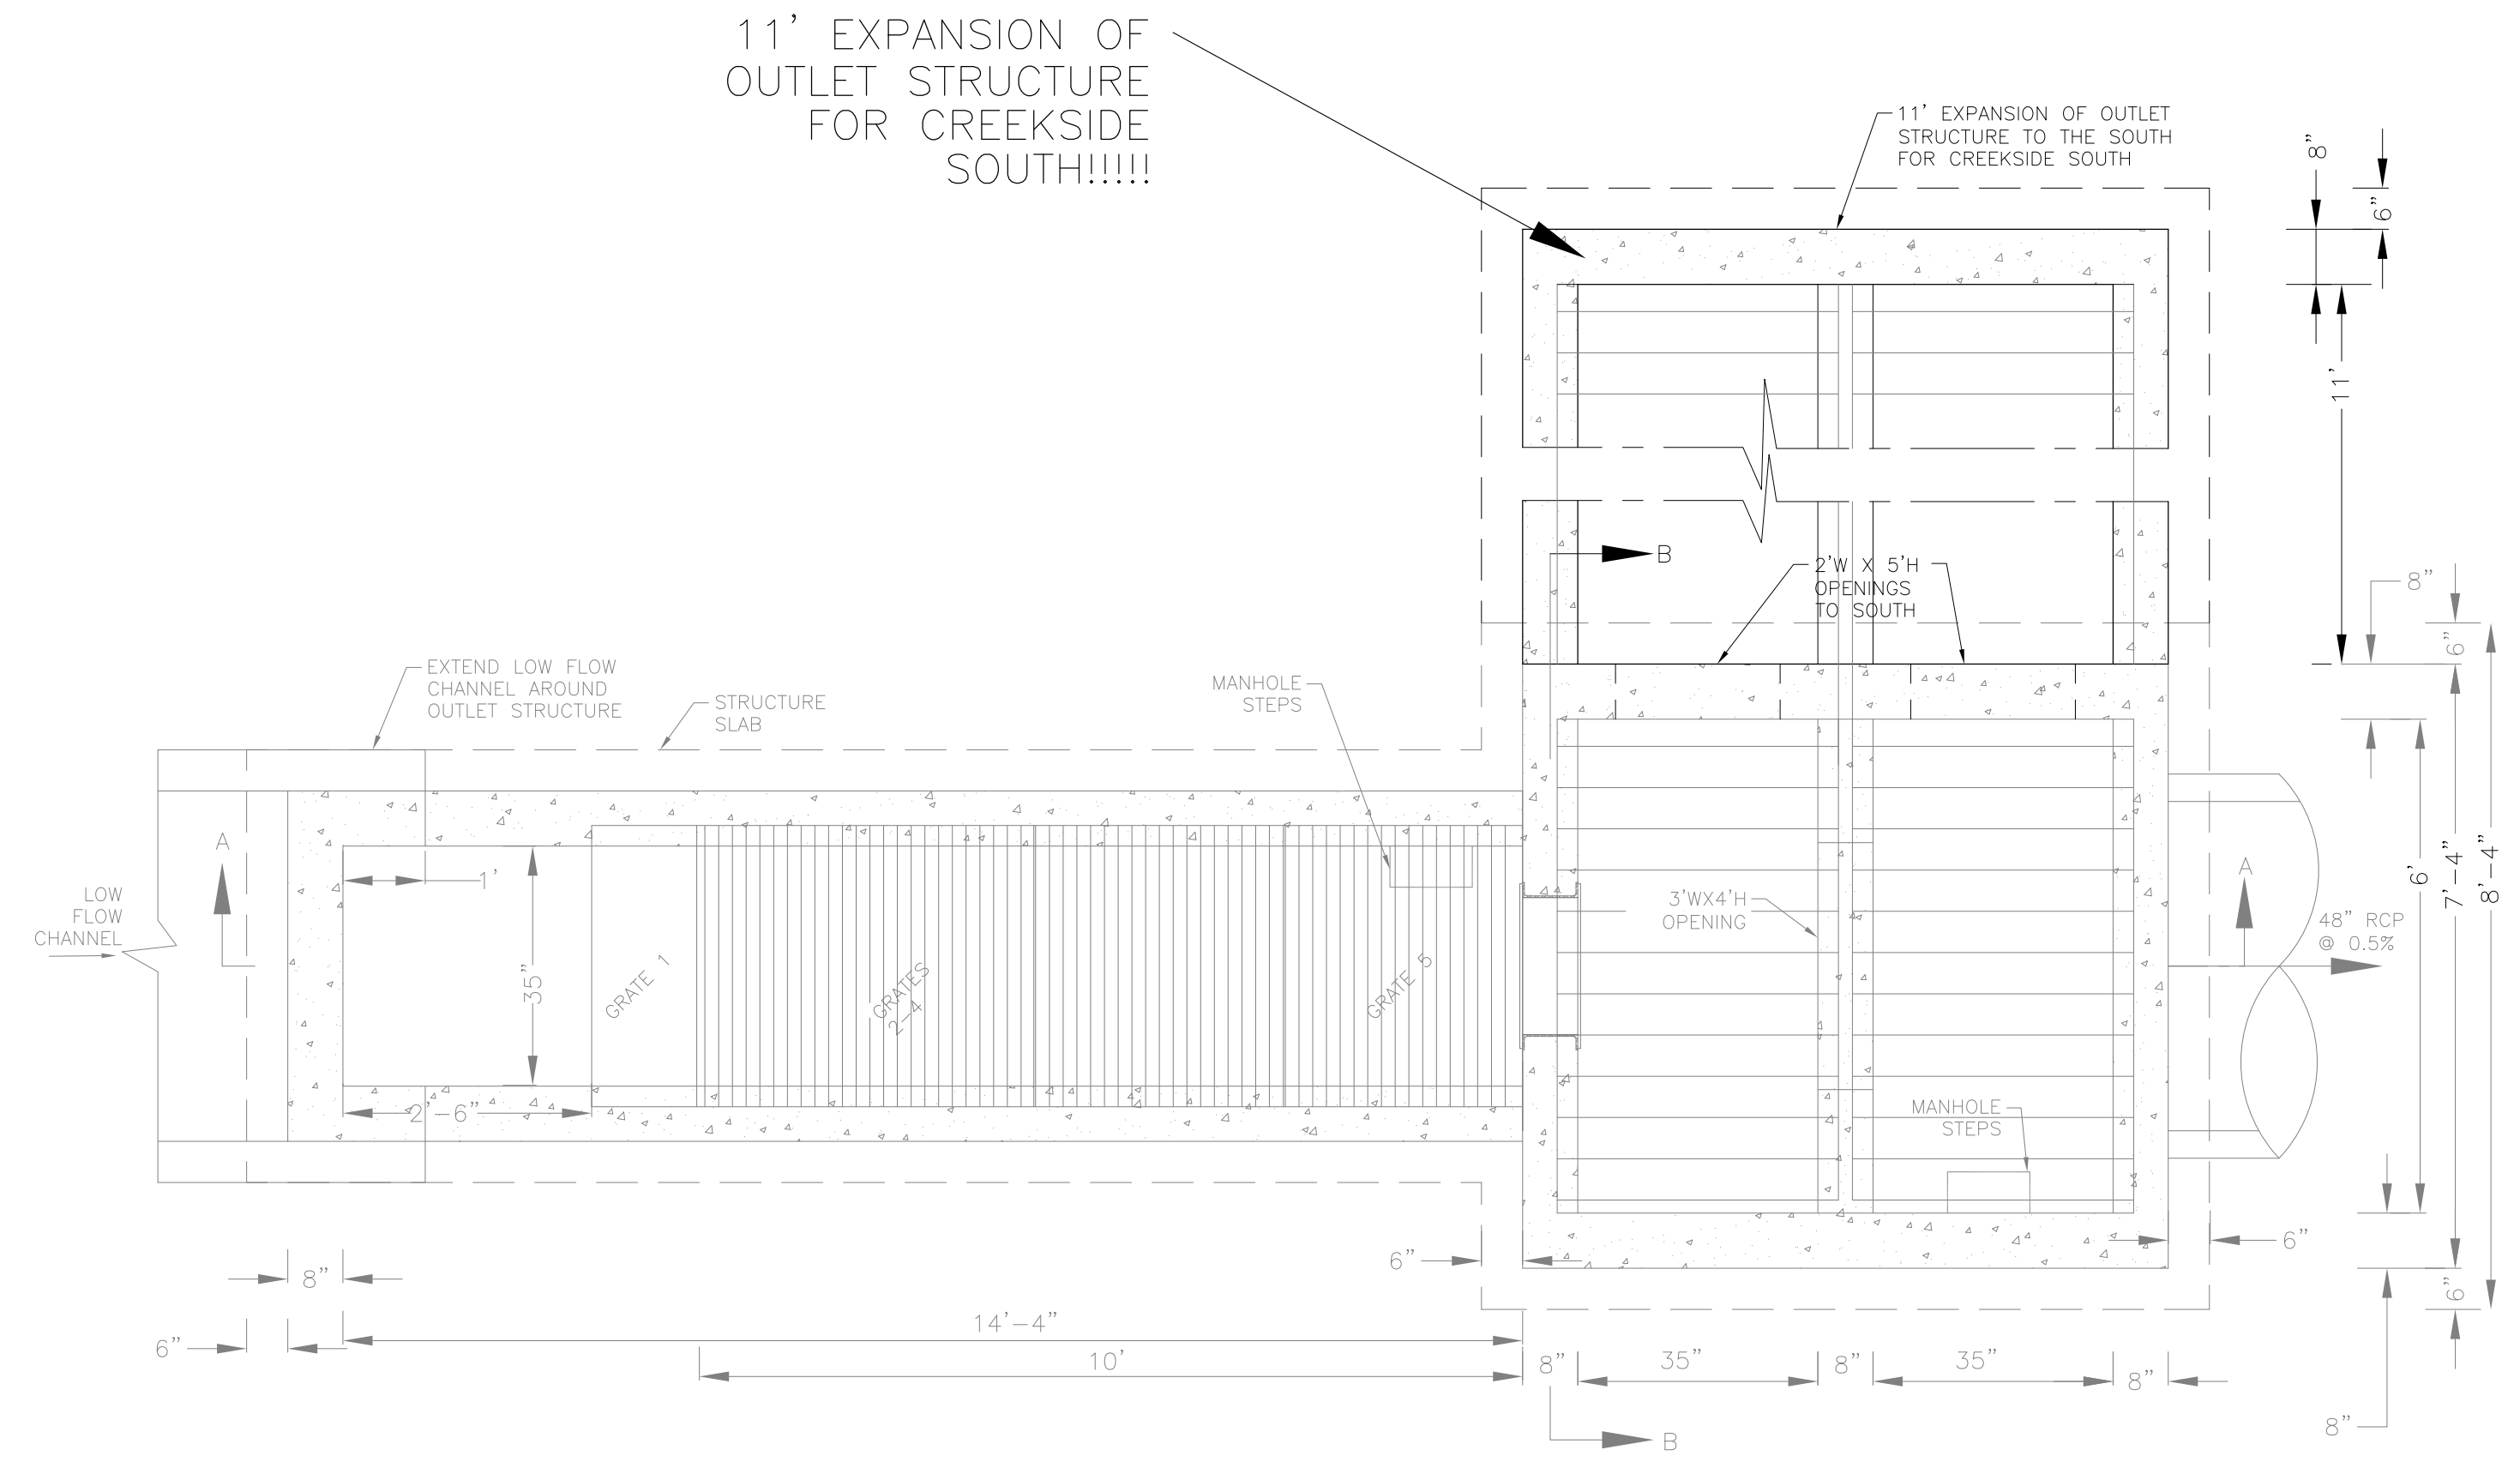 11' EXPANSION OF
OUTLET STRUCTURE
FOR CREEKSIDE
SOUTH!!!!!
11' EXPANSION OF OUTLET
STRUCTURE TO THE SOUTH
FOR CREEKSIDE SOUTH
8"
6"
11'
B
2'W X 5'H
OPENINGS
TO SOUTH
8"
6"
EXTEND LOW FLOW
CHANNEL AROUND
OUTLET STRUCTURE
STRUCTURE
SLAB
MANHOLE
STEPS
A
1'
LOW
FLOW
CHANNEL
35"
GRATE 1
GRATES
2-4
GRATE 5
3'WX4'H
OPENING
A
48" RCP
@ 0.5%
6'
7'-4"
8'-4"
2'-6"
MANHOLE
STEPS
6"
6"
6"
8"
14'-4"
6"
10'
8"
35"
8"
35"
8"
8"
B